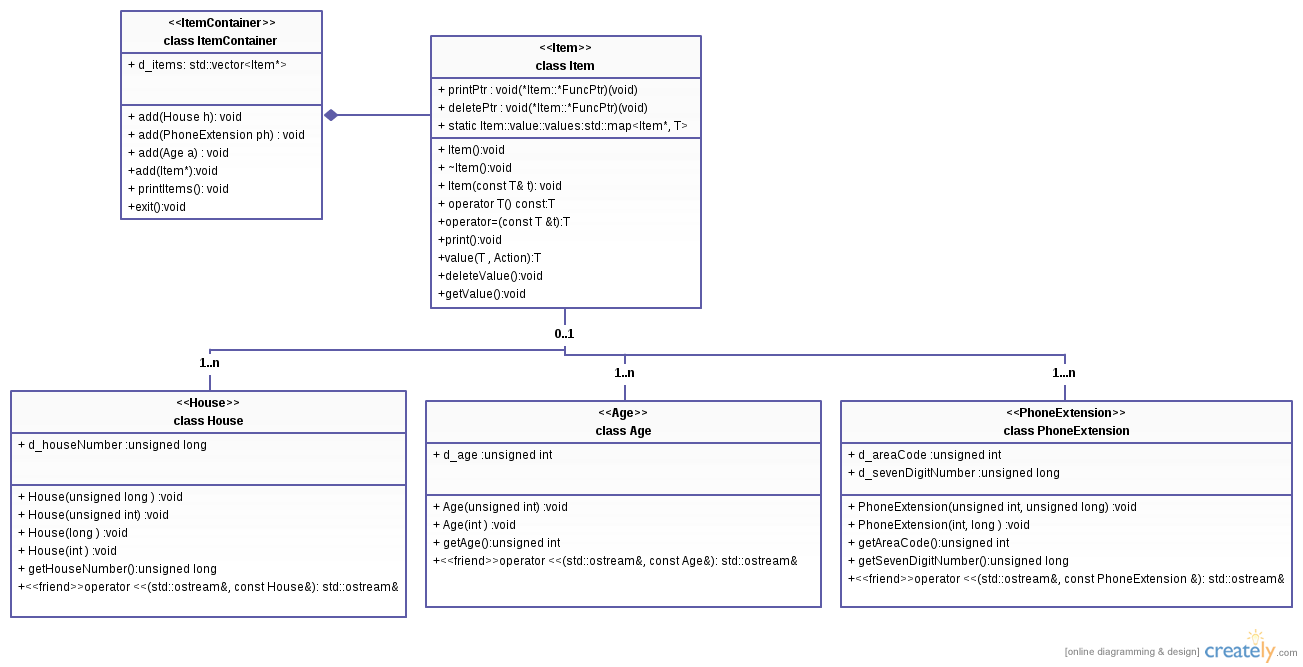 <<ItemContainer>>
class ItemContainer
+ d_items: std::vector<Item*>
+ add(House h): void
+ add(PhoneExtension ph) : void
+ add(Age a) : void
+add(Item*):void
+ printItems(): void
+exit():void
<<Item>>
class Item
+ printPtr : void(*Item::*FuncPtr)(void)
+ deletePtr : void(*Item::*FuncPtr)(void)
+ static Item::value::values:std::map<Item*, T>
+ Item():void
+ ~Item():void
+ Item(const T& t): void
+ operator T() const:T
+operator=(const T &t):T
+print():void
+value(T , Action):T
+deleteValue():void
+getValue():void
0..1
1..n
1..n
1...n
<<House>>
class House
+ d_houseNumber :unsigned long
+ House(unsigned long ) :void
+ House(unsigned int) :void
+ House(long ) :void
+ House(int ) :void
+ getHouseNumber():unsigned long
+<<friend>>operator <<(std::ostream&, const House&): std::ostream&
<<Age>>
class Age
+ d_age :unsigned int
+ Age(unsigned int) :void
+ Age(int ) :void
+ getAge():unsigned int
+<<friend>>operator <<(std::ostream&, const Age&): std::ostream&
<<PhoneExtension>>
class PhoneExtension
+ d_areaCode :unsigned int
+ d_sevenDigitNumber :unsigned long
+ PhoneExtension(unsigned int, unsigned long) :void
+ PhoneExtension(int, long ) :void
+ getAreaCode():unsigned int
+ getSevenDigitNumber():unsigned long
+<<friend>>operator <<(std::ostream&, const PhoneExtension &): std::ostream&
[online diagramming & design] creately.com